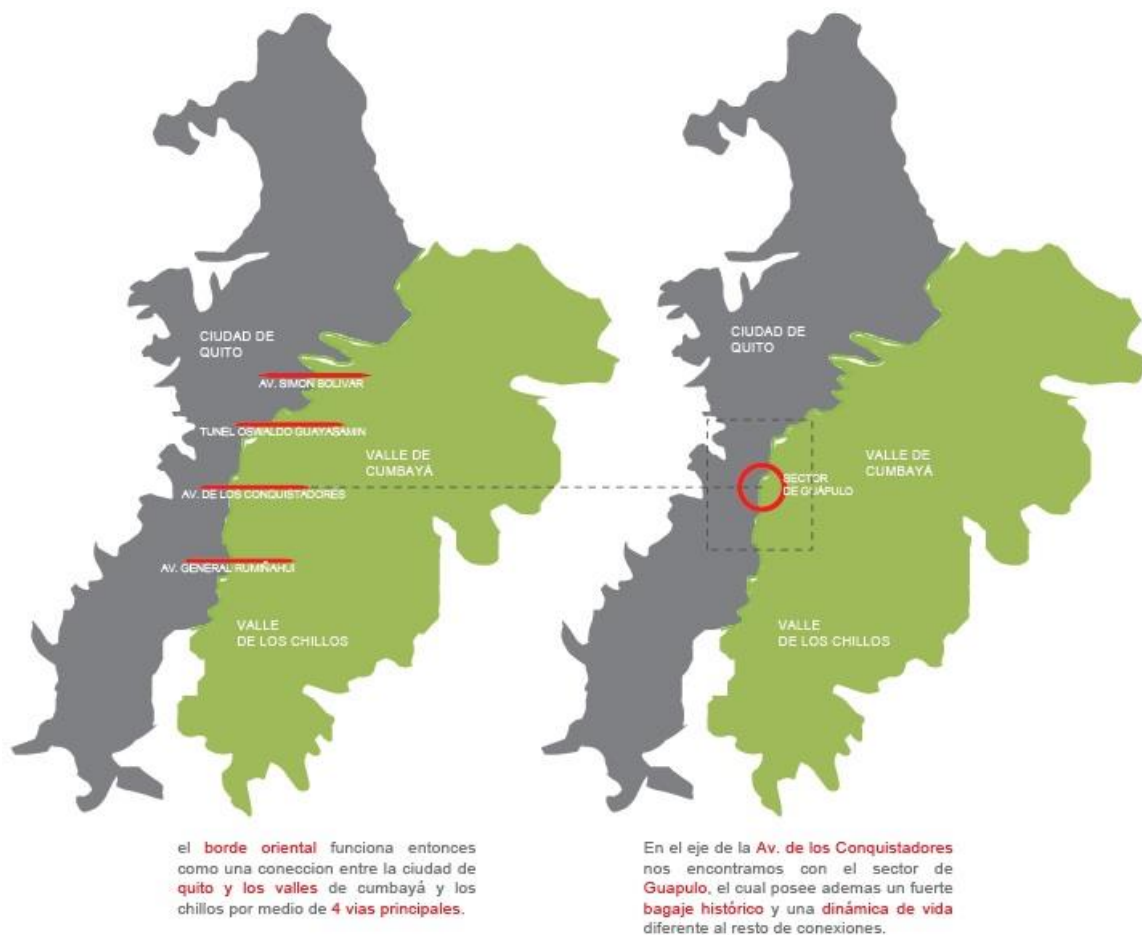 CIUDAD DE
QUITO
AV. SIMON BOLIVAR
TUNEL OSWALDO GUAYASAMIN
VALLE DE
CUMBAYÁ
AV. DE LOS CONQUISTADORES
AV. GENERAL RUMIÑAHUI
VALLE
DE LOS CHILLOS
el borde oriental funciona entonces
como una coneccion entre la ciudad de
quito y los valles de cumbayá y los
chillos por medio de 4 vias principales.
CIUDAD DE
QUITO
VALLE DE
CUMBAYÁ
SECTOR
DE GUÁPULO
VALLE
DE LOS CHILLOS
En el eje de la Av. de los Conquistadores
nos encontramos con el sector de
Guapulo, el cual posee ademas un fuerte
bagaje histórico y una dinámica de vida
diferente al resto de conexiones.